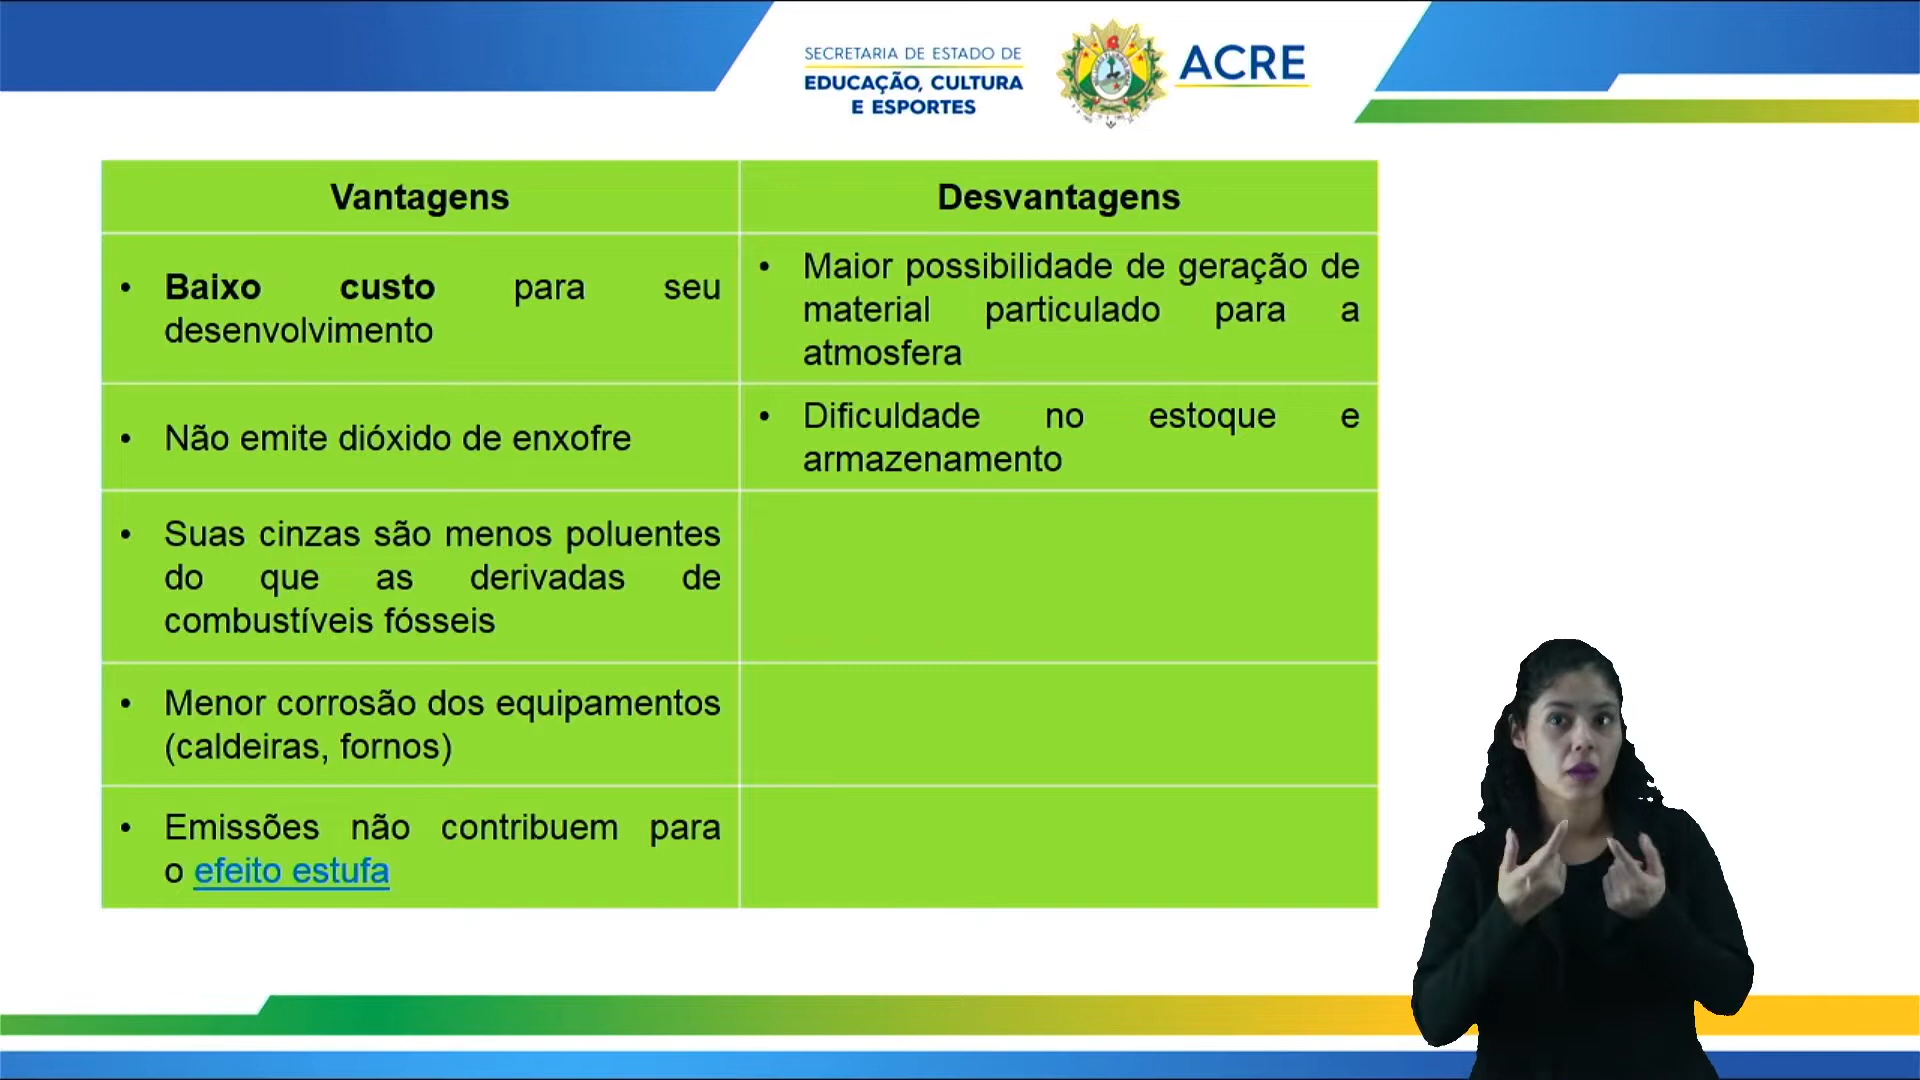 SECRETARIA DE ESTADO DE
EDUCAÇÃO, CULTURA
E ESPORTES
ACRE
Vantagens
Desvantagens
• Baixo custo para seu
desenvolvimento
• Maior possibilidade de geração de
material particulado para a
atmosfera
• Não emite dióxido de enxofre
• Dificuldade no estoque e
armazenamento
• Suas cinzas são menos poluentes
do que as derivadas de
combustíveis fósseis
• Menor corrosão dos equipamentos
(caldeiras, fornos)
• Emissões não contribuem para
o efeito estufa